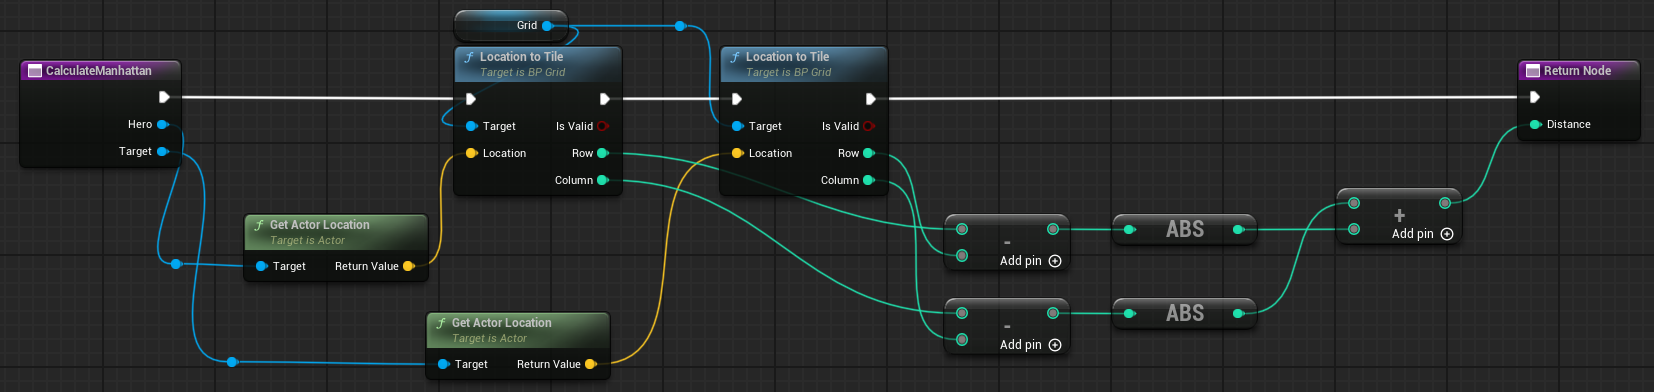 Grid
CalculateManhattan
Hero
Target
f Location to Tile
Target is BP Grid
Target
Is Valid
Location
Row
Column
f Location to Tile
Target is BP Grid
Target
Is Valid
Location
Row
Column
Return Node
Distance
f Get Actor Location
Target is Actor
Target
Return Value
f Get Actor Location
Target is Actor
Target
Return Value
-
Add pin
ABS
+
Add pin
-
Add pin
ABS